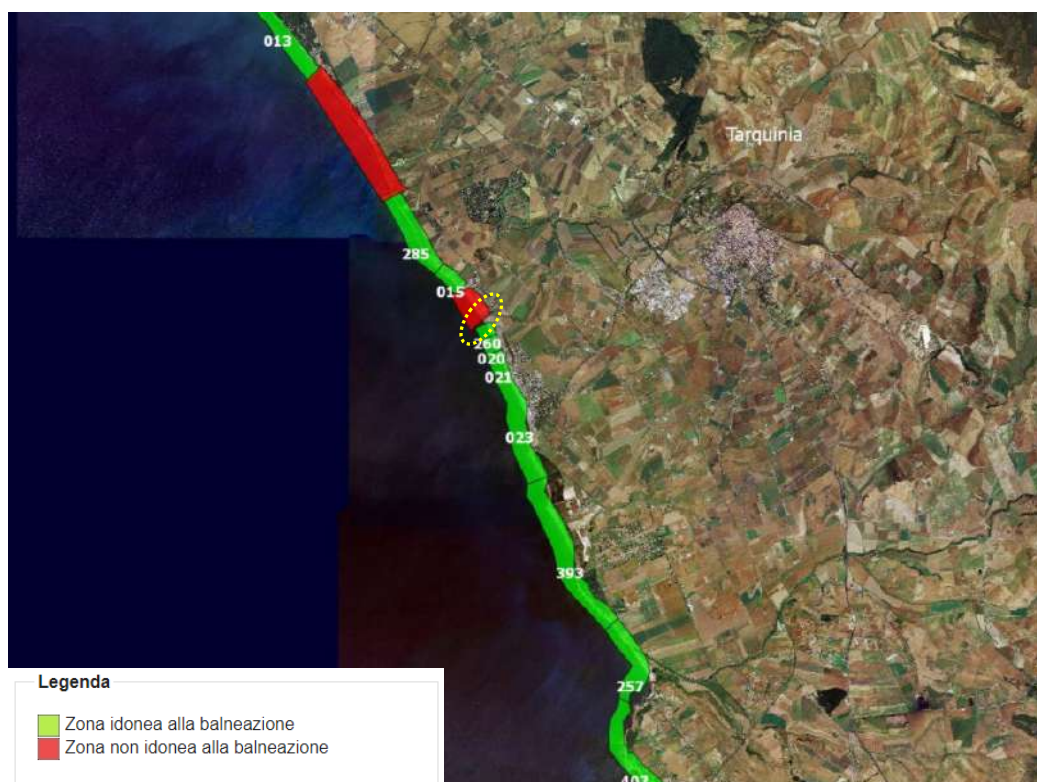 013
Tarquinia
285
015
260
020
021
023
393
257
407
Legenda
Zona idonea alla balneazione
Zona non idonea alla balneazione